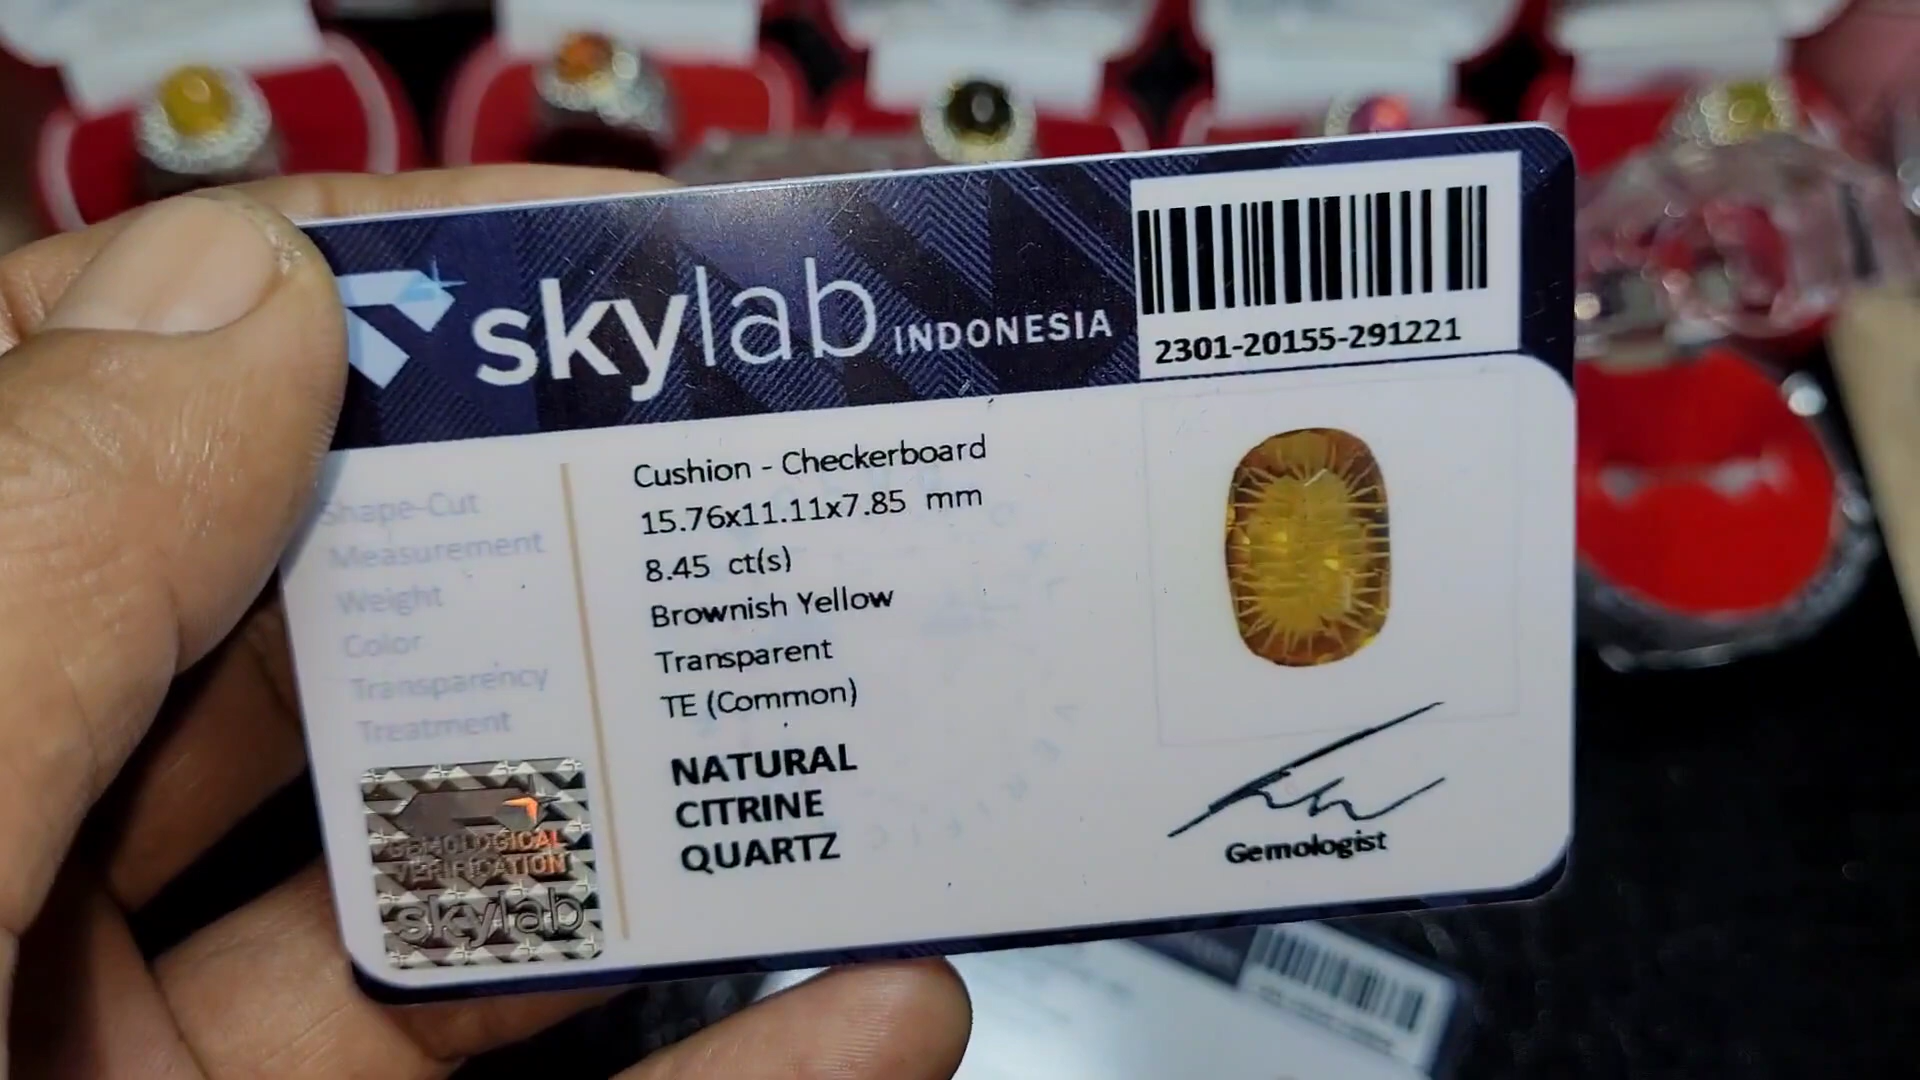 skylab INDONESIA
2301-20155-291221
Shape-Cut Cushion - Checkerboard
Measurement 15.76x11.11x7.85 mm
Weight 8.45 ct(s)
Color Brownish Yellow
Transparency Transparent
Treatment TE (Common)
NATURAL
CITRINE
QUARTZ
GEMOLOGICAL
VERIFICATION
skylab
Gemologist